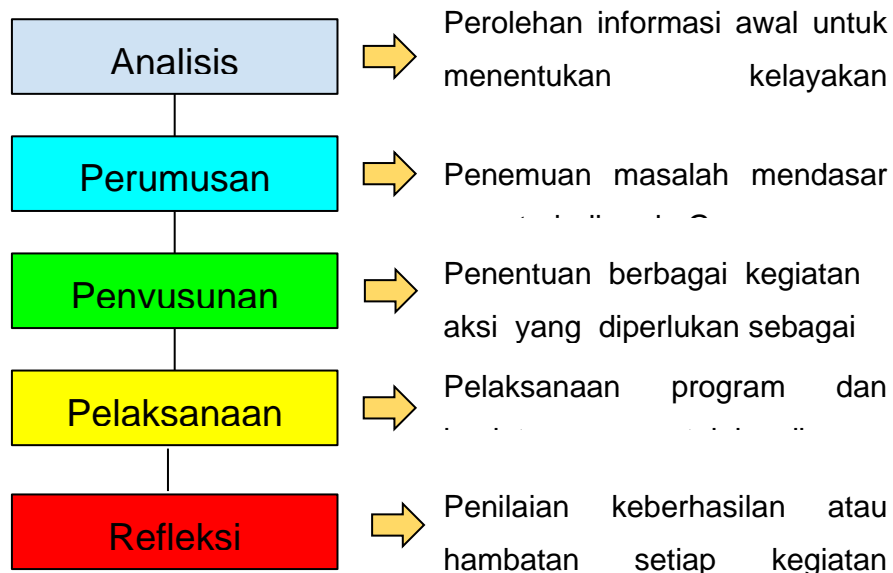 Analisis
Perolehan informasi awal untuk
menentukan kelayakan
Perumusan
Penemuan masalah mendasar
Penyusunan
Penentuan berbagai kegiatan
aksi yang diperlukan sebagai
Pelaksanaan
Pelaksanaan program dan
Refleksi
Penilaian keberhasilan atau
hambatan setiap kegiatan